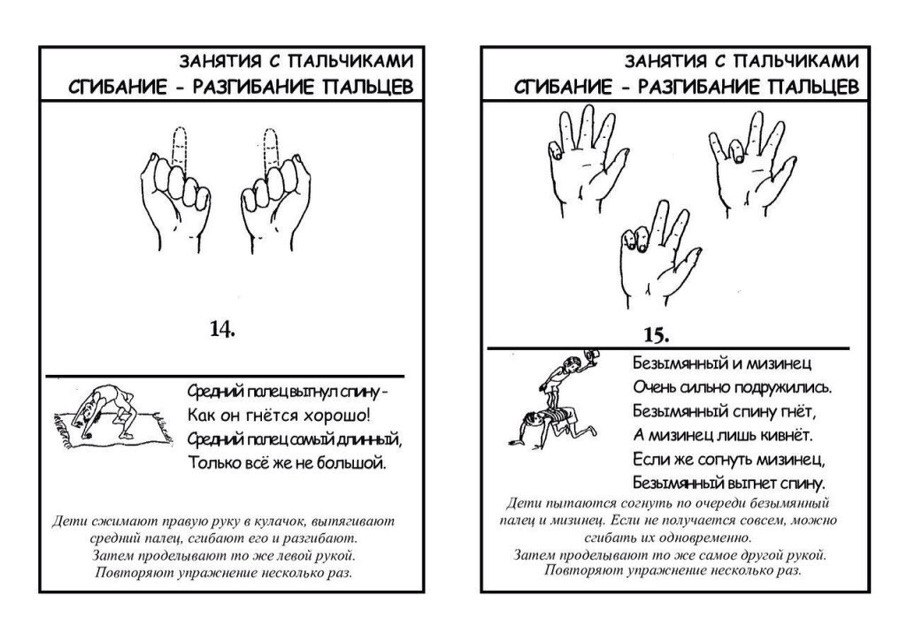 ЗАНЯТИЯ С ПАЛЬЧИКАМИ
СГИБАНИЕ - РАЗГИБАНИЕ ПАЛЬЦЕВ
14.
Средний палец выгнул спину -
Как он гнётся хорошо!
Средний палец самый длинный,
Только всё же не большой.
Дети сжимают правую руку в кулачок, вытягивают
средний палец, сгибают его и разгибают.
Затем проделывают то же левой рукой.
Повторяют упражнение несколько раз.
ЗАНЯТИЯ С ПАЛЬЧИКАМИ
СГИБАНИЕ - РАЗГИБАНИЕ ПАЛЬЦЕВ
15.
Безымянный и мизинец
Очень сильно подружились.
Безымянный спину гнёт,
А мизинец лишь кивнёт.
Если же согнуть мизинец,
Безымянный выгнет спину.
Дети пытаются согнуть по очереди безымянный
палец и мизинец. Если не получается совсем, можно
сгибать их одновременно.
Затем проделывают то же самое другой рукой.
Повторяют упражнение несколько раз.